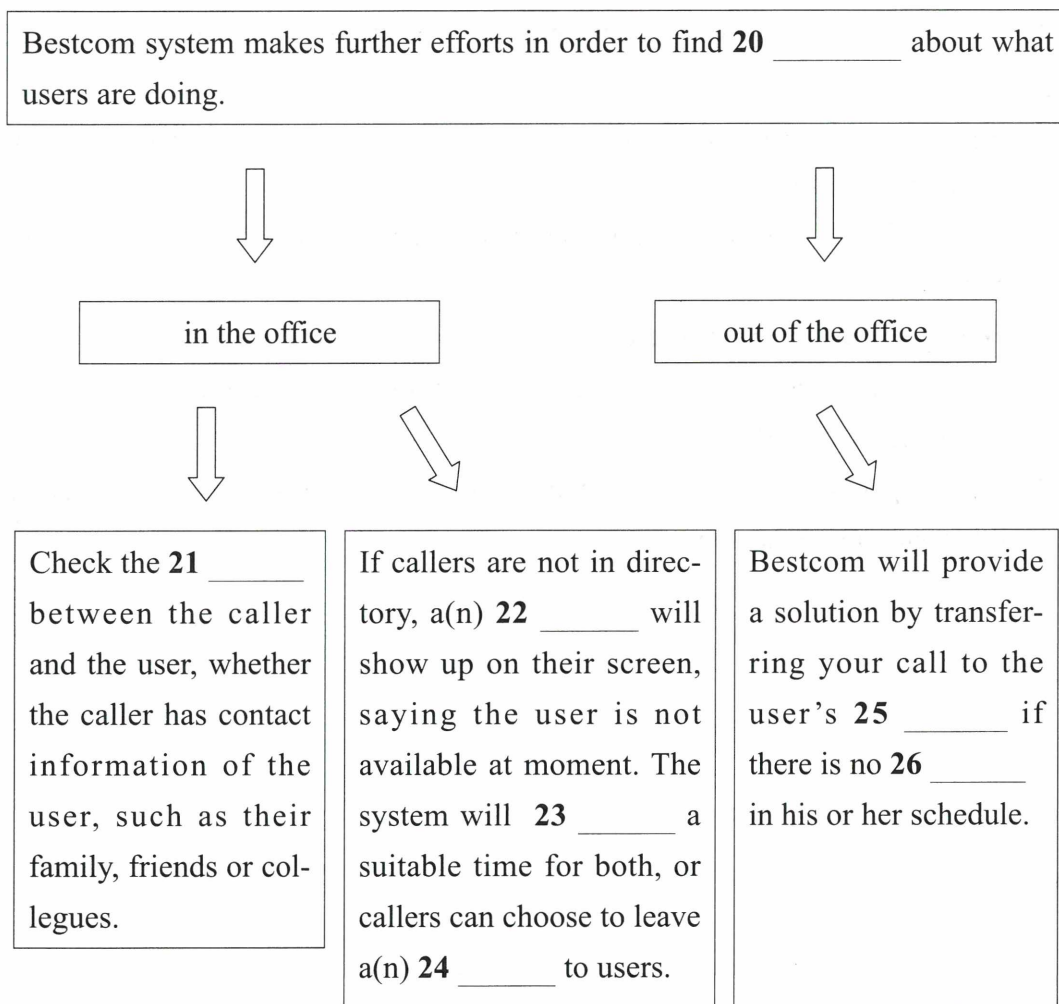 Bestcom system makes further efforts in order to find 20 ________ about what
users are doing.
in the office
out of the office
Check the 21 ______
between the caller
and the user, whether
the caller has contact
information of the
user, such as their
family, friends or col-
legues.
If callers are not in direc-
tory, a(n) 22 ______ will
show up on their screen,
saying the user is not
available at moment. The
system will 23 ______ a
suitable time for both, or
callers can choose to leave
a(n) 24 ______ to users.
Bestcom will provide
a solution by transfer-
ring your call to the
user's 25 ______ if
there is no 26 ______
in his or her schedule.